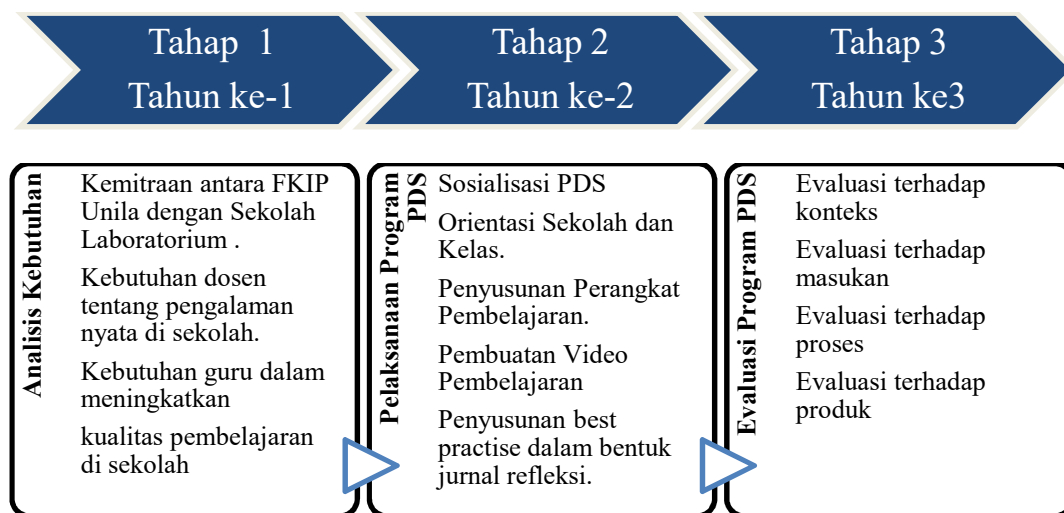 Tahap 1
Tahun ke-1
Tahap 2
Tahun ke-2
Tahap 3
Tahun ke3
Analisis Kebutuhan
Kemitraan antara FKIP
Unila dengan Sekolah
Laboratorium .
Kebutuhan dosen
tentang pengalaman
nyata di sekolah.
Kebutuhan guru dalam
meningkatkan
kualitas pembelajaran
di sekolah
Pelaksanaan Program
PDS
Sosialisasi PDS
Orientasi Sekolah dan
Kelas.
Penyusunan Perangkat
Pembelajaran.
Pembuatan Video
Pembelajaran
Penyusunan best
practise dalam bentuk
jurnal refleksi.
Evaluasi Program PDS
Evaluasi terhadap
konteks
Evaluasi terhadap
masukan
Evaluasi terhadap
proses
Evaluasi terhadap
produk